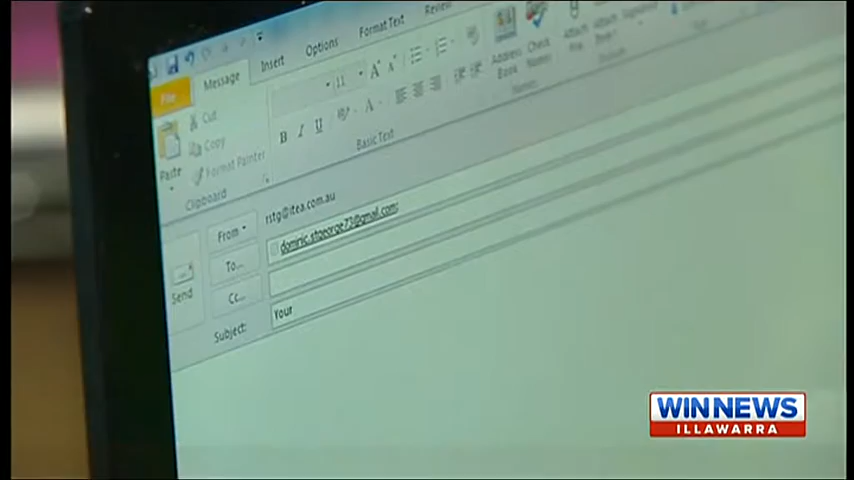 Message Insert Options Format Text Review
File
Cut
Copy
Format Painter
Paste
Clipboard
11
B I U
Basic Text
Address Book
Check Names
Names
Attach File
From
rstg@itea.com.au
To...
dominic.stgeorge73@gmail.com;
Cc...
Send
Subject:
Your
WIN NEWS
ILLAWARRA